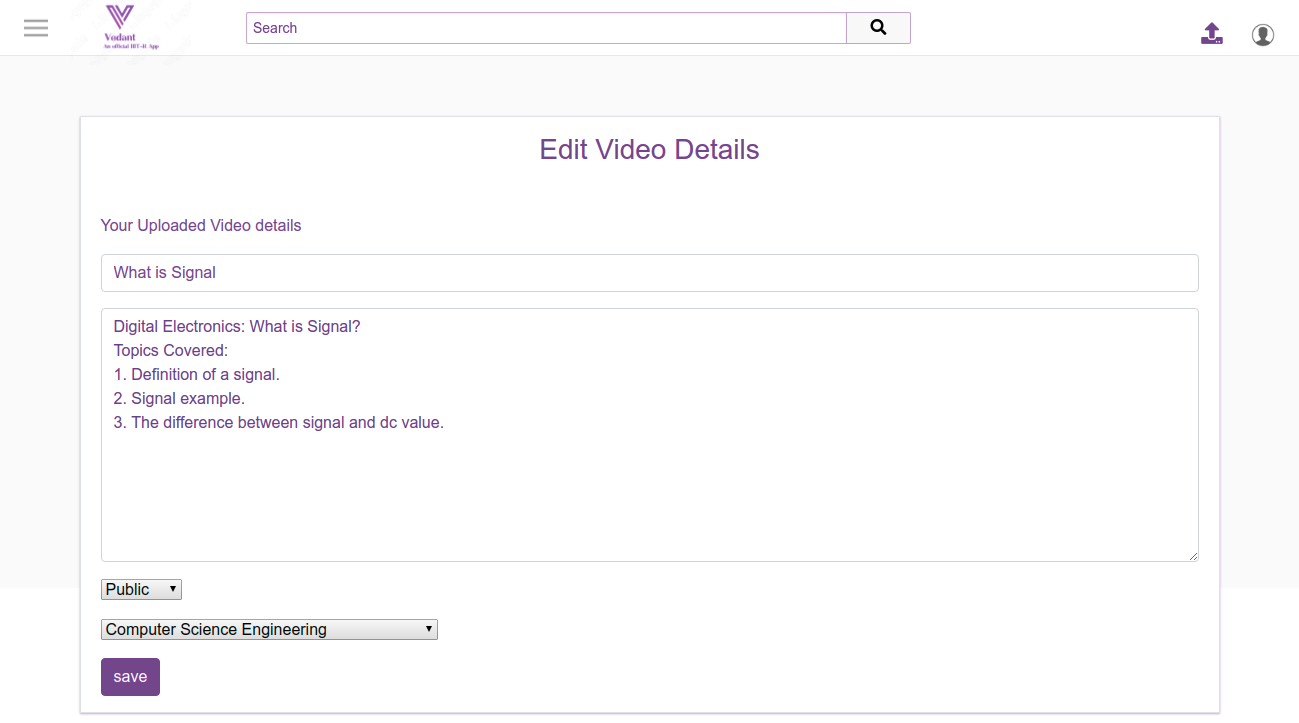 Vodant
An official IIIT-R App
Search
Edit Video Details
Your Uploaded Video details
What is Signal
Digital Electronics: What is Signal?
Topics Covered:
1. Definition of a signal.
2. Signal example.
3. The difference between signal and dc value.
Public
Computer Science Engineering
save